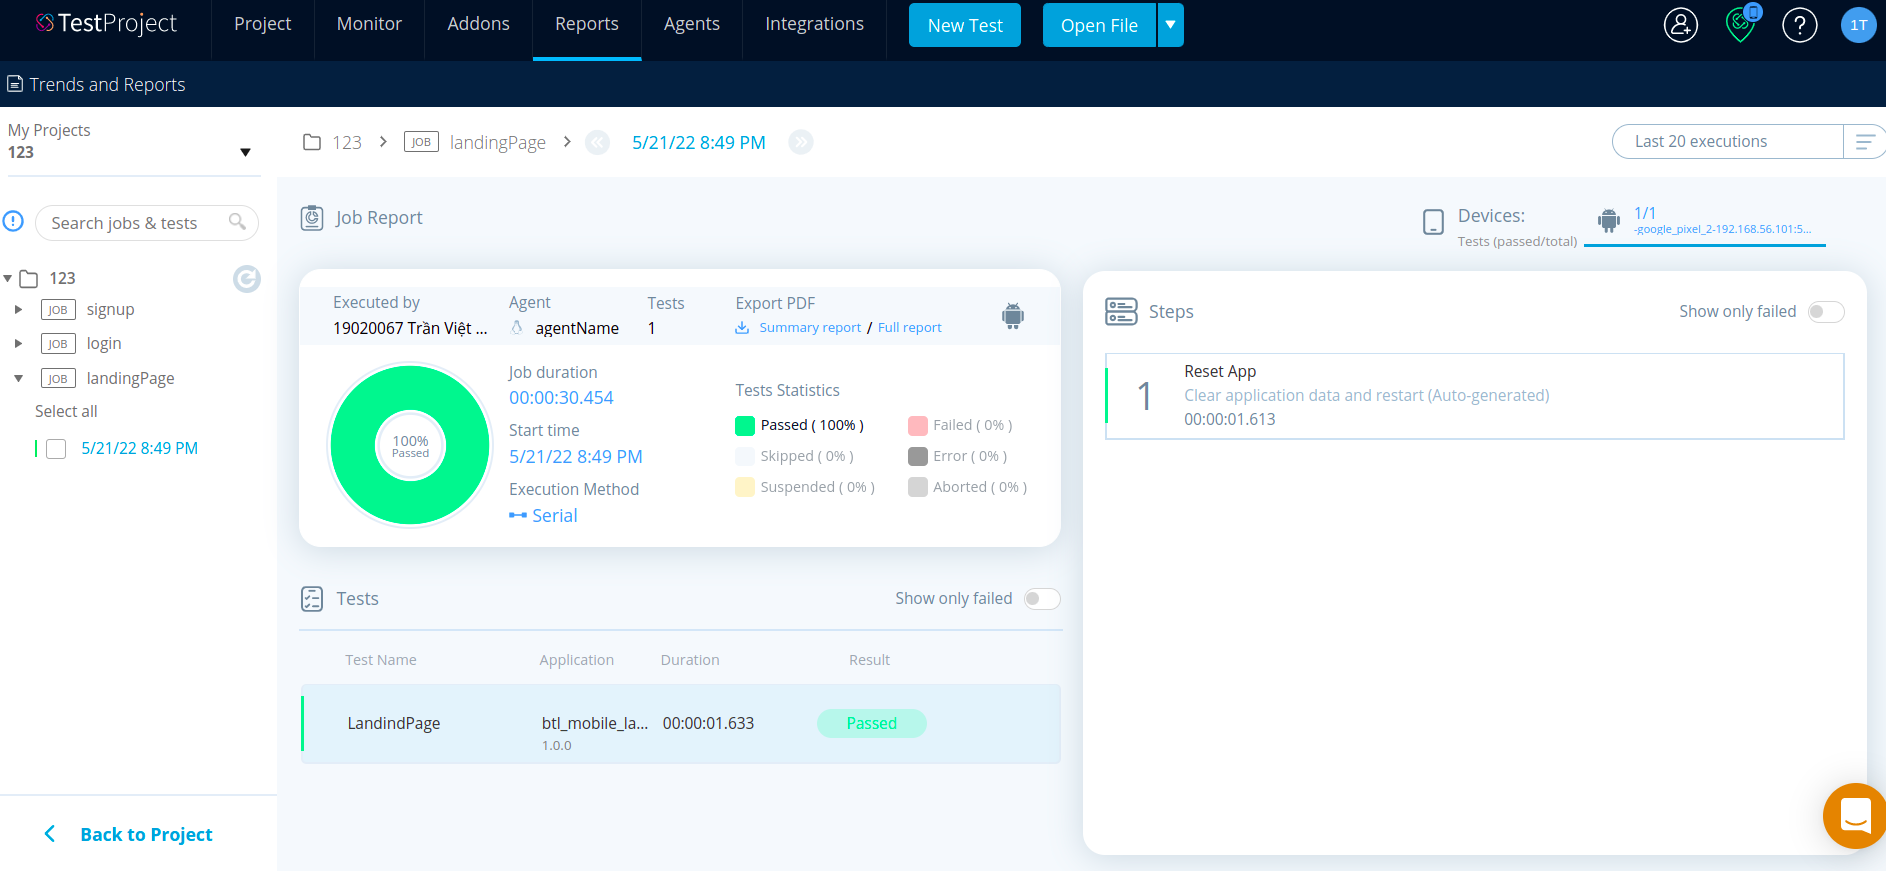 TestProject
Project
Monitor
Addons
Reports
Agents
Integrations
New Test
Open File
?
1T
Trends and Reports
My Projects
123
123
JOB
landingPage
5/21/22 8:49 PM
Last 20 executions
Search jobs & tests
Job Report
Devices:
Tests (passed/total)
1/1
-google_pixel_2-192.168.56.101:5...
123
JOB signup
JOB login
JOB landingPage
Select all
5/21/22 8:49 PM
Executed by
19020067 Trần Việt ...
Agent
agentName
Tests
1
Export PDF
Summary report / Full report
100%
Passed
Job duration
00:00:30.454
Start time
5/21/22 8:49 PM
Execution Method
Serial
Tests Statistics
Passed ( 100% )
Failed ( 0% )
Skipped ( 0% )
Error ( 0% )
Suspended ( 0% )
Aborted ( 0% )
Steps
Show only failed
1
Reset App
Clear application data and restart (Auto-generated)
00:00:01.613
Tests
Show only failed
Test Name
Application
Duration
Result
LandindPage
btl_mobile_la...
1.0.0
00:00:01.633
Passed
Back to Project